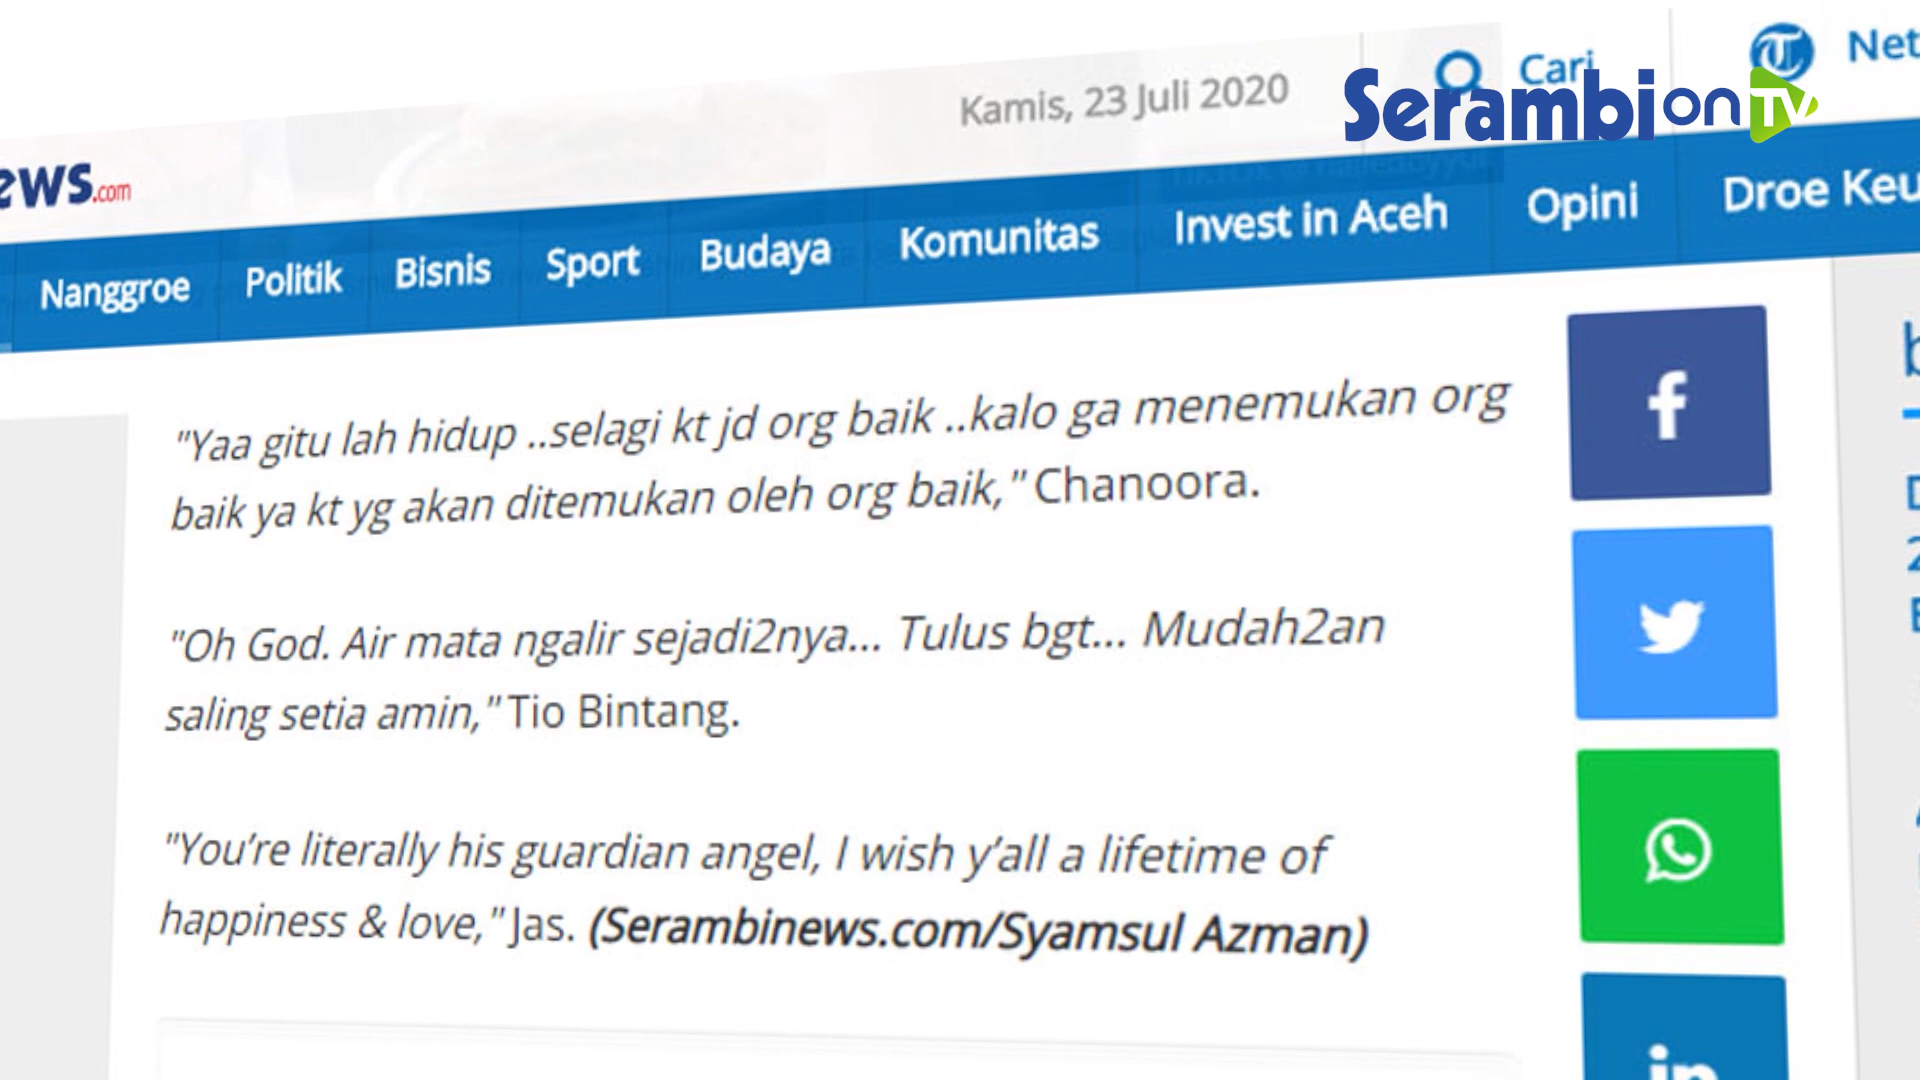 Kamis, 23 Juli 2020
Cari
Net
Serambi on TV
ews.com
Nanggroe Politik Bisnis Sport Budaya Komunitas Invest in Aceh Opini Droe Keu
"Yaa gitu lah hidup ..selagi kt jd org baik ..kalo ga menemukan org
baik ya kt yg akan ditemukan oleh org baik," Chanoora.
"Oh God. Air mata ngalir sejadi2nya... Tulus bgt... Mudah2an
saling setia amin," Tio Bintang.
"You're literally his guardian angel, I wish y'all a lifetime of
happiness & love," Jas. (Serambinews.com/Syamsul Azman)